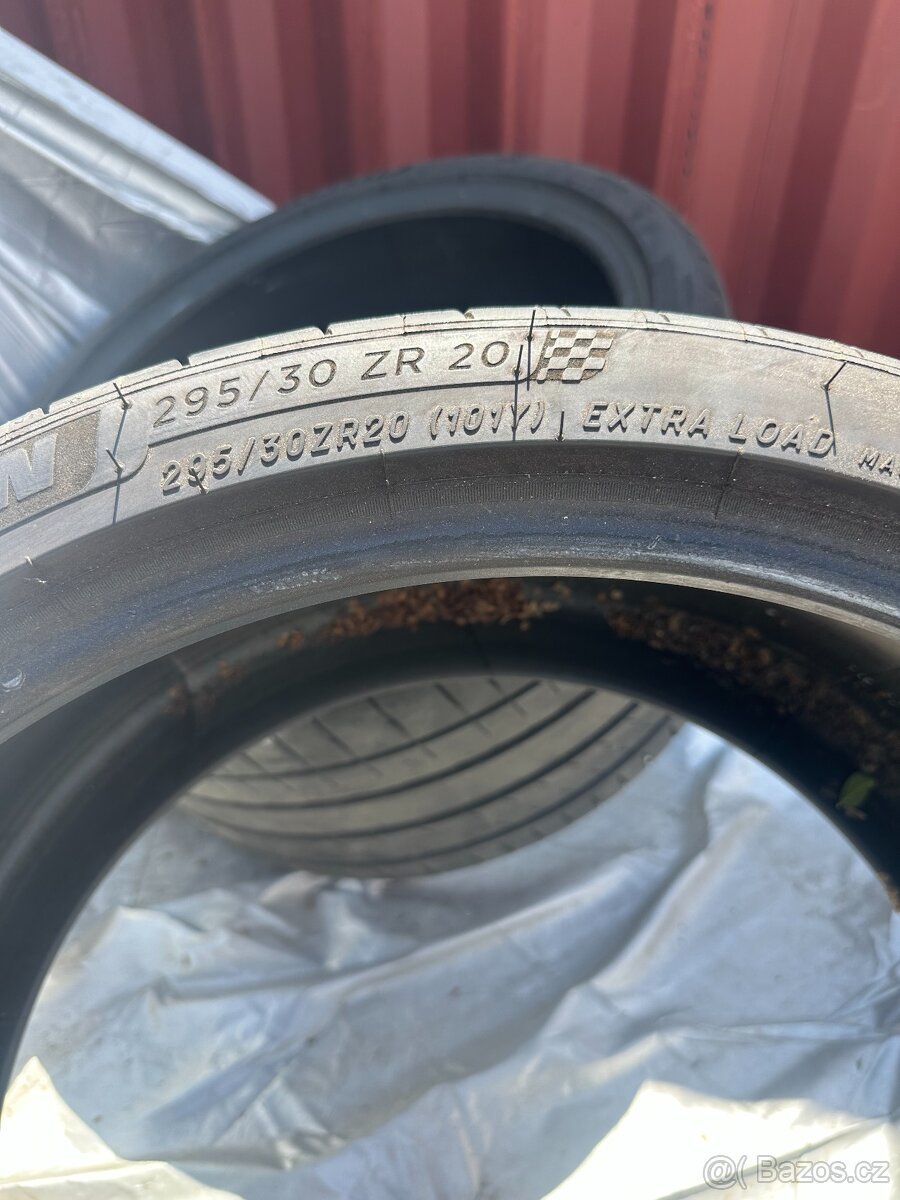 295/30 ZR 20
295/30ZR20 (101Y) EXTRA LOAD
@( Bazos.cz